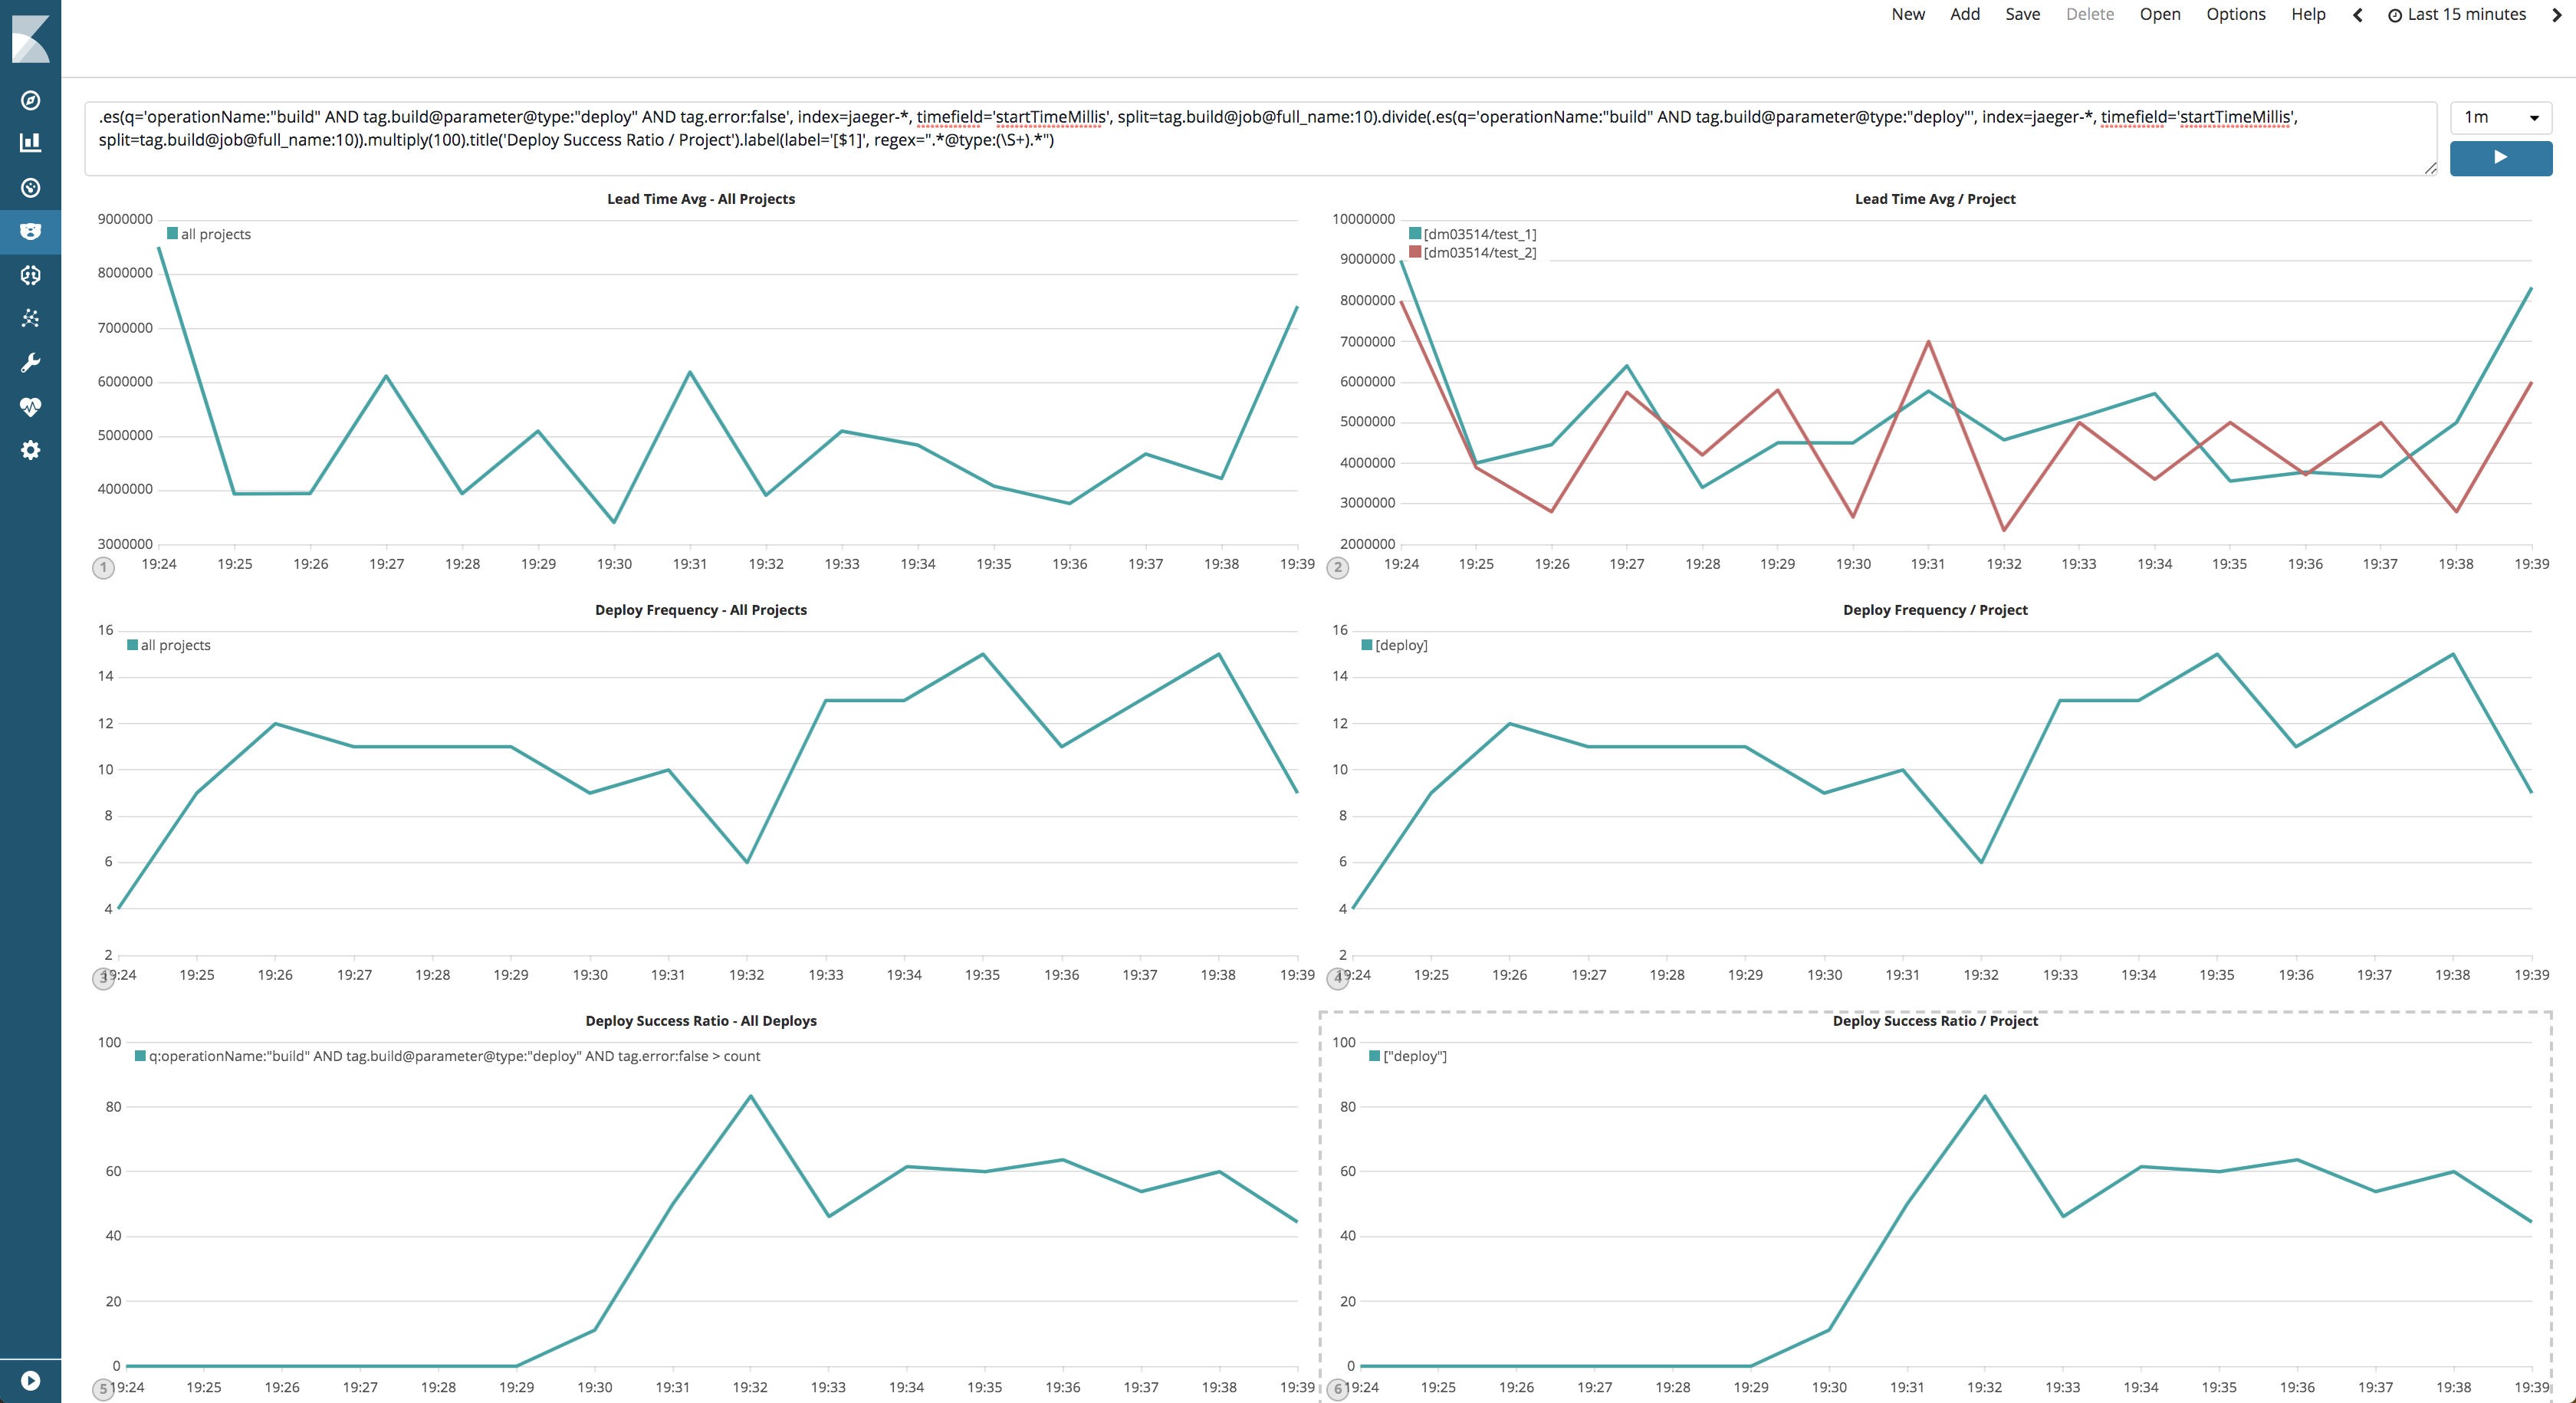 New Add Save Delete Open Options Help Last 15 minutes
.es(q='operationName:"build" AND tag.build@parameter@type:"deploy" AND tag.error:false', index=jaeger-*, timefield='startTimeMillis', split=tag.build@job@full_name:10).divide(.es(q='operationName:"build" AND tag.build@parameter@type:"deploy"', index=jaeger-*, timefield='startTimeMillis',
split=tag.build@job@full_name:10)).multiply(100).title('Deploy Success Ratio / Project').label(label='[$1]', regex=".*@type:(\S+).*")
1m
Lead Time Avg - All Projects
all projects
9000000
8000000
7000000
6000000
5000000
4000000
3000000
1
19:24 19:25 19:26 19:27 19:28 19:29 19:30 19:31 19:32 19:33 19:34 19:35 19:36 19:37 19:38 19:39
Lead Time Avg / Project
[dm03514/test_1]
[dm03514/test_2]
10000000
9000000
8000000
7000000
6000000
5000000
4000000
3000000
2000000
2
19:24 19:25 19:26 19:27 19:28 19:29 19:30 19:31 19:32 19:33 19:34 19:35 19:36 19:37 19:38 19:39
Deploy Frequency - All Projects
all projects
16
14
12
10
8
6
4
2
3
19:24 19:25 19:26 19:27 19:28 19:29 19:30 19:31 19:32 19:33 19:34 19:35 19:36 19:37 19:38 19:39
Deploy Frequency / Project
[deploy]
16
14
12
10
8
6
4
2
4
19:24 19:25 19:26 19:27 19:28 19:29 19:30 19:31 19:32 19:33 19:34 19:35 19:36 19:37 19:38 19:39
Deploy Success Ratio - All Deploys
q:operationName:"build" AND tag.build@parameter@type:"deploy" AND tag.error:false > count
100
80
60
40
20
0
5
19:24 19:25 19:26 19:27 19:28 19:29 19:30 19:31 19:32 19:33 19:34 19:35 19:36 19:37 19:38 19:39
Deploy Success Ratio / Project
["deploy"]
100
80
60
40
20
0
6
19:24 19:25 19:26 19:27 19:28 19:29 19:30 19:31 19:32 19:33 19:34 19:35 19:36 19:37 19:38 19:39